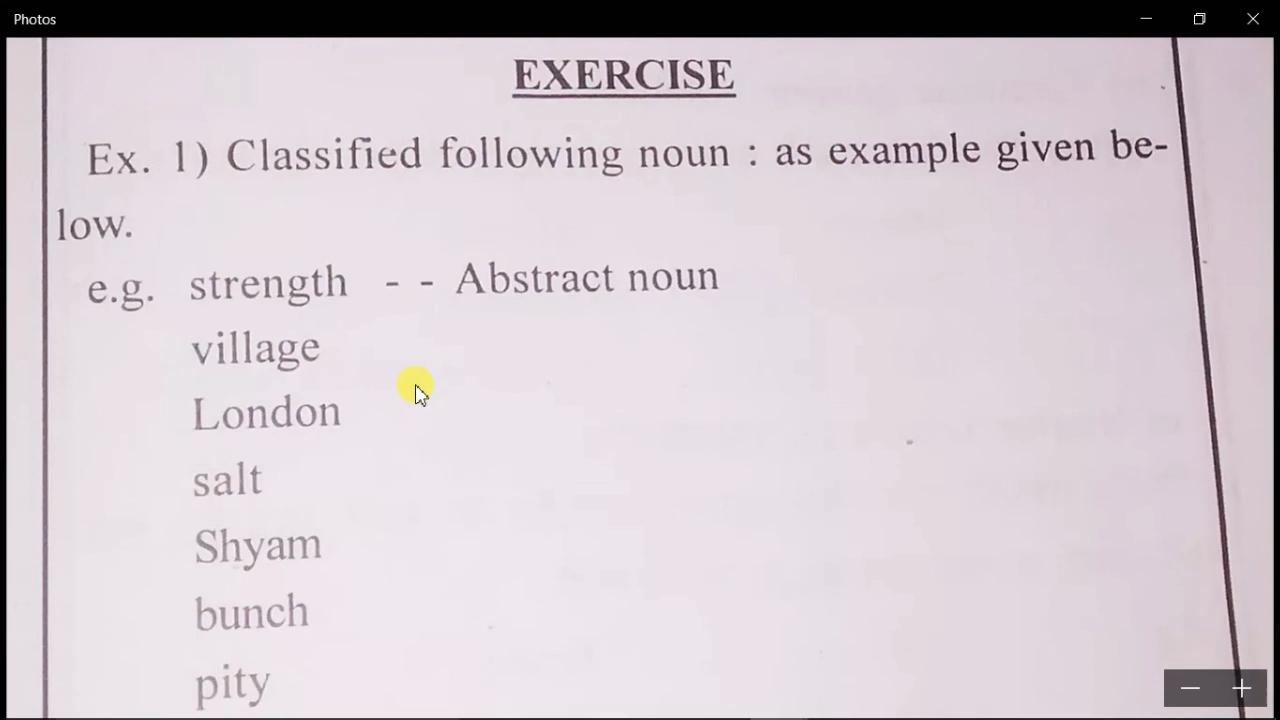 Photos
EXERCISE
Ex. 1) Classified following noun : as example given be-
low.
e.g. strength - - Abstract noun
village
London
salt
Shyam
bunch
pity